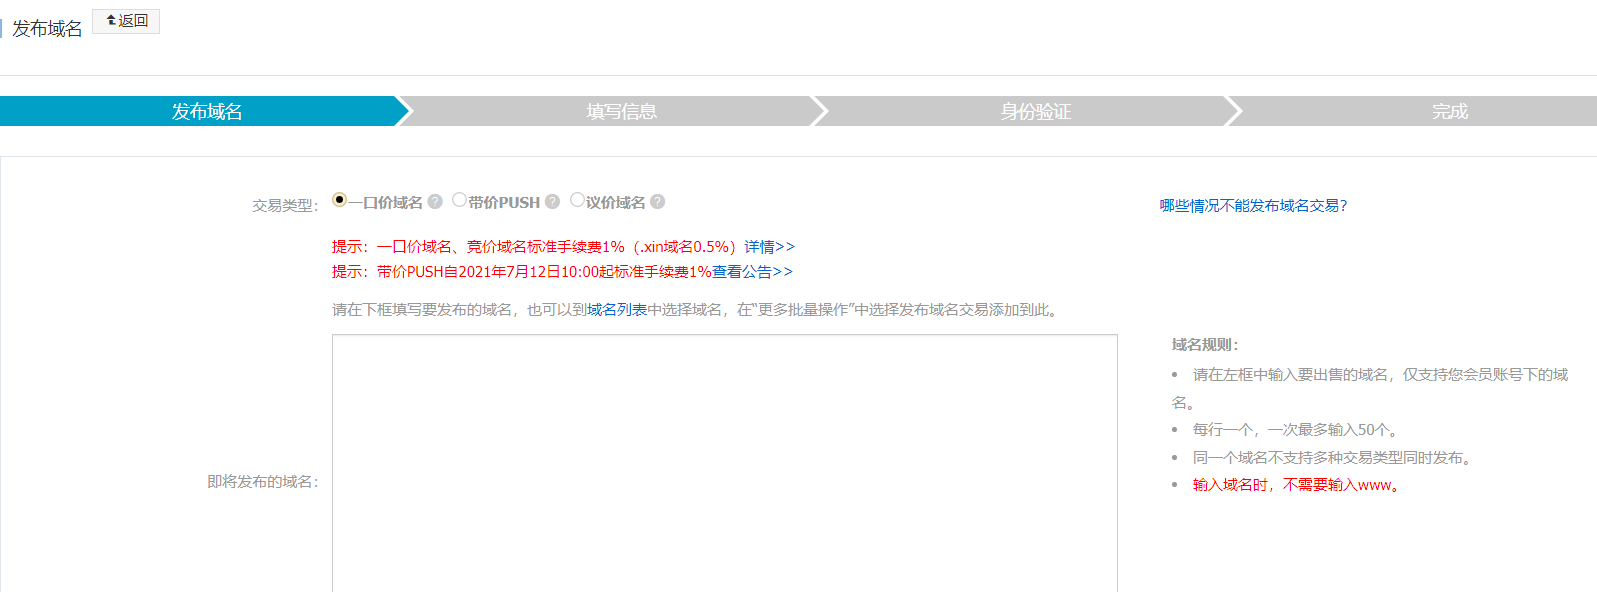 发布域名
返回
发布域名
填写信息
身份验证
完成
交易类型：
一口价域名 ?
带价PUSH ?
议价域名 ?
哪些情况不能发布域名交易？
提示：一口价域名、竞价域名标准手续费1%（.xin域名0.5%）详情>>
提示：带价PUSH自2021年7月12日10:00起标准手续费1%查看公告>>
请在下框填写要发布的域名，也可以到域名列表中选择域名，在“更多批量操作”中选择发布域名交易添加到此。
即将发布的域名：
域名规则：
• 请在左框中输入要出售的域名，仅支持您会员账号下的域
名。
• 每行一个，一次最多输入50个。
• 同一个域名不支持多种交易类型同时发布。
• 输入域名时，不需要输入www。